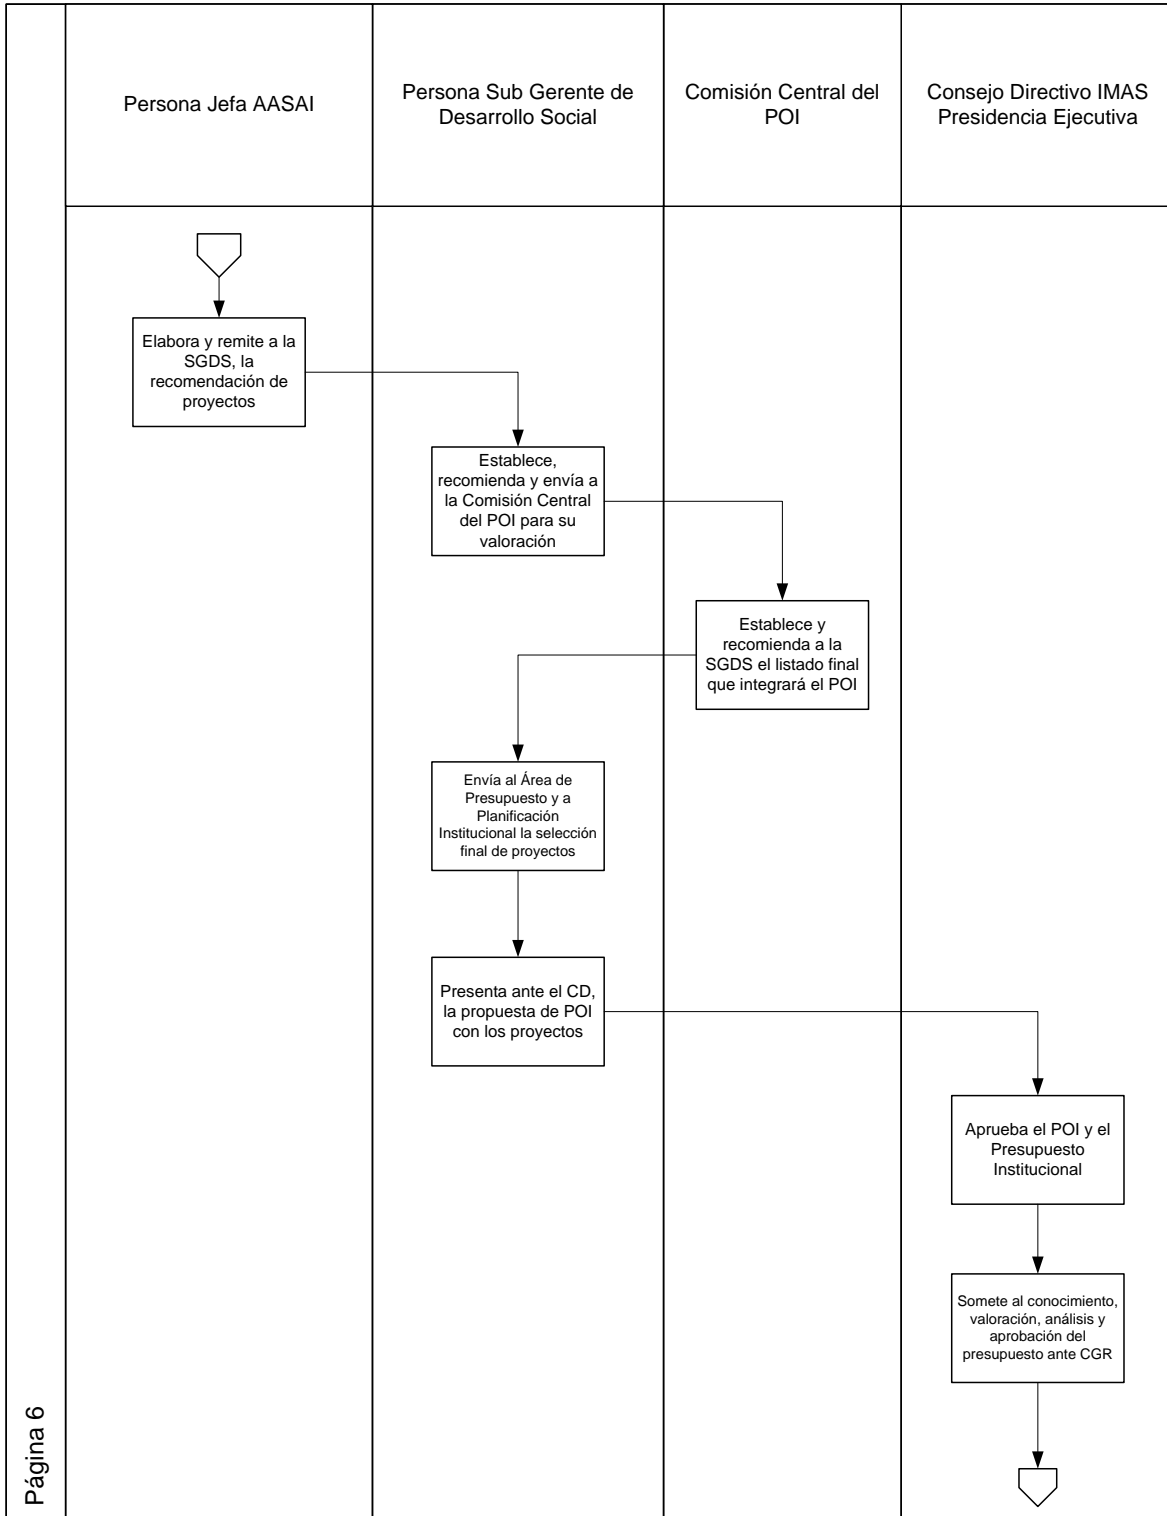 Persona Jefa AASAI
Persona Sub Gerente de
Desarrollo Social
Comisión Central del
POI
Consejo Directivo IMAS
Presidencia Ejecutiva
Elabora y remite a la
SGDS, la
recomendación de
proyectos
Establece,
recomienda y envía a
la Comisión Central
del POI para su
valoración
Establece y
recomienda a la
SGDS el listado final
que integrará el POI
Envía al Área de
Presupuesto y a
Planificación
Institucional la selección
final de proyectos
Presenta ante el CD,
la propuesta de POI
con los proyectos
Aprueba el POI y el
Presupuesto
Institucional
Somete al conocimiento,
valoración, análisis y
aprobación del
presupuesto ante CGR
Página 6